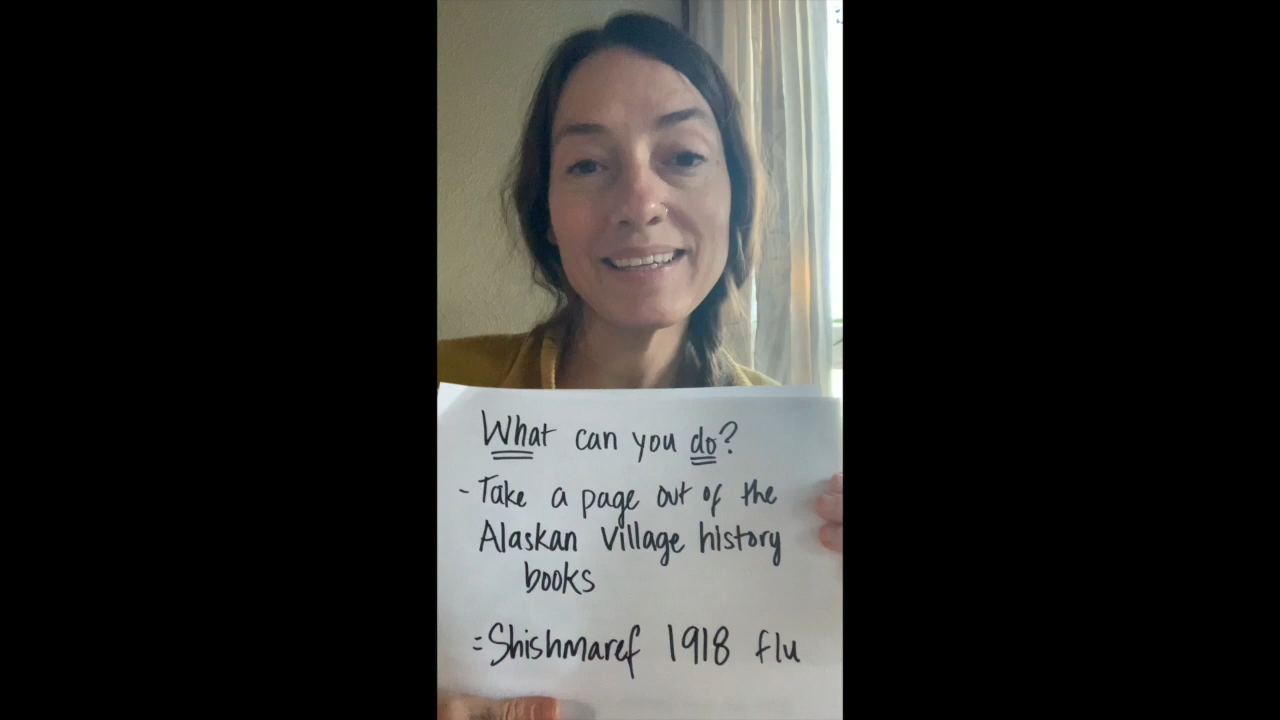 What can you do?
- Take a page out of the
Alaskan Village history
books
= Shishmaref 1918 flu